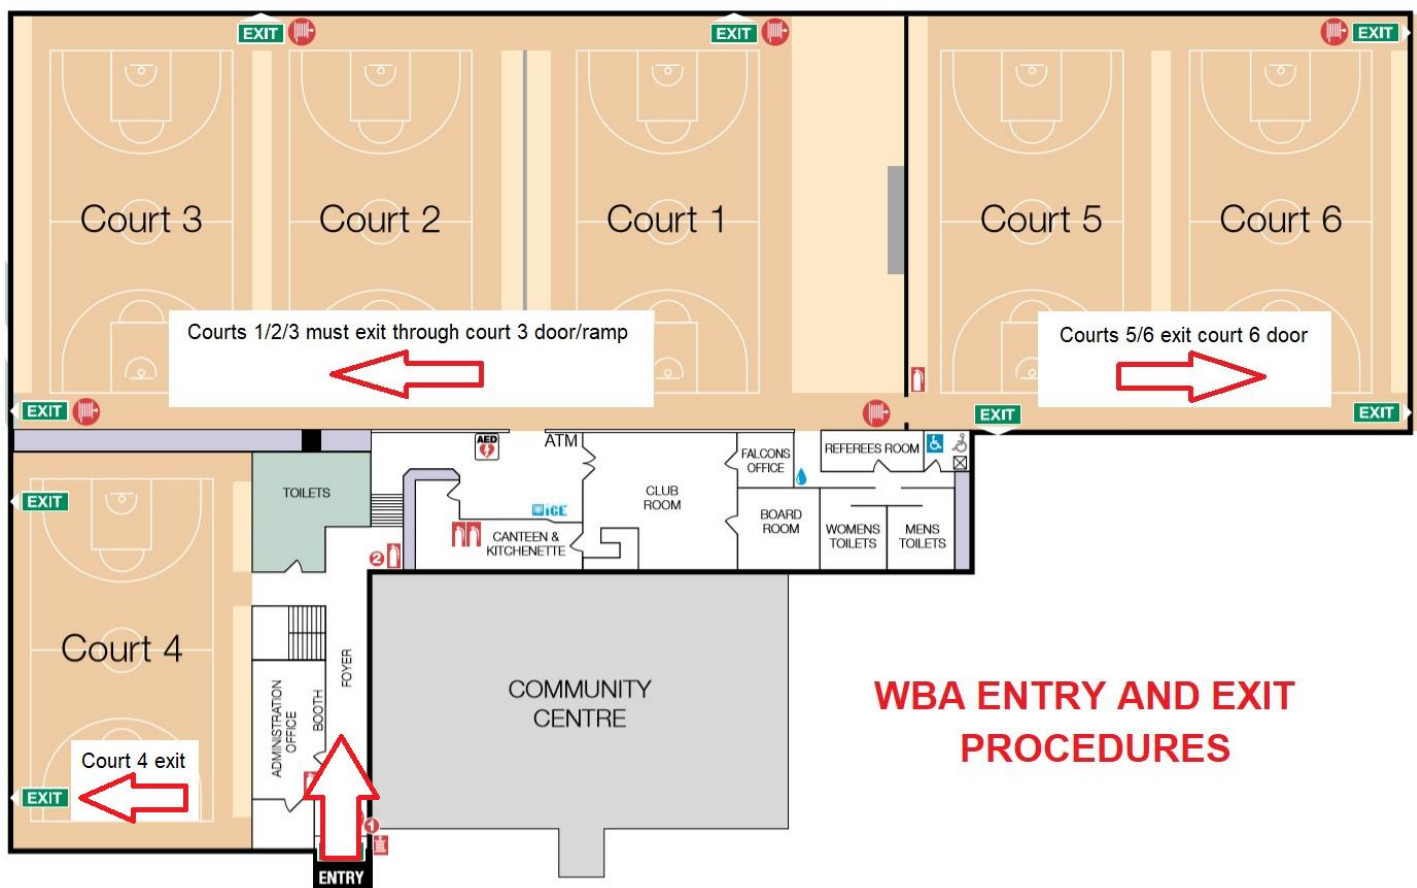 EXIT
EXIT
EXIT
Court 3
Court 2
Court 1
Court 5
Court 6
Courts 1/2/3 must exit through court 3 door/ramp
Courts 5/6 exit court 6 door
EXIT
EXIT
EXIT
AED
ATM
FALCONS
OFFICE
REFEREES ROOM
EXIT
TOILETS
ICE
CLUB
ROOM
CANTEEN &
KITCHENETTE
BOARD
ROOM
WOMENS
TOILETS
MENS
TOILETS
2
Court 4
FOYER
BOOTH
ADMINISTRATION
OFFICE
COMMUNITY
CENTRE
WBA ENTRY AND EXIT
PROCEDURES
Court 4 exit
EXIT
1
ENTRY